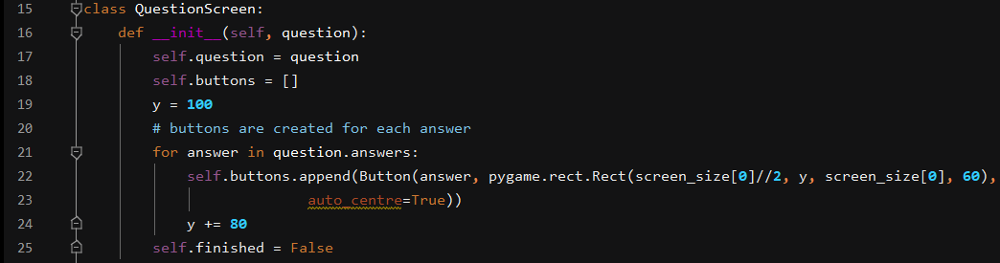 15 class QuestionScreen:
16 def __init__(self, question):
17 self.question = question
18 self.buttons = []
19 y = 100
20 # buttons are created for each answer
21 for answer in question.answers:
22 self.buttons.append(Button(answer, pygame.rect.Rect(screen_size[0]//2, y, screen_size[0], 60),
23 auto_centre=True))
24 y += 80
25 self.finished = False